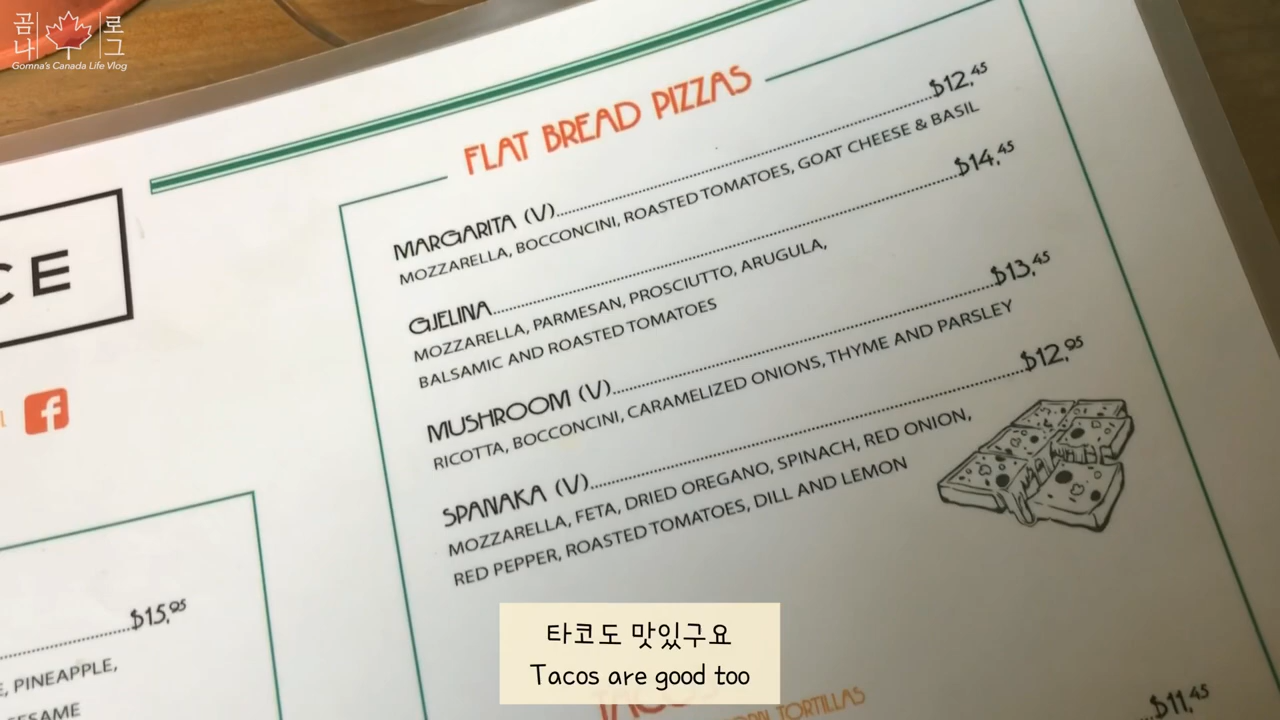 곰 로
나 그
Gomna's Canada Life Vlog
FLAT BREAD PIZZAS
MARGARITA (V)..........$12.45
MOZZARELLA, BOCCONCINI, ROASTED TOMATOES, GOAT CHEESE & BASIL
GJELINA..........$14.45
MOZZARELLA, PARMESAN, PROSCIUTTO, ARUGULA,
BALSAMIC AND ROASTED TOMATOES
MUSHROOM (V)..........$13.45
RICOTTA, BOCCONCINI, CARAMELIZED ONIONS, THYME AND PARSLEY
SPANAKA (V)..........$12.95
MOZZARELLA, FETA, DRIED OREGANO, SPINACH, RED ONION,
RED PEPPER, ROASTED TOMATOES, DILL AND LEMON
CE
f
$15.95
PINEAPPLE,
타코도 맛있구요
Tacos are good too
TACOS
TORTILLAS
$11.45